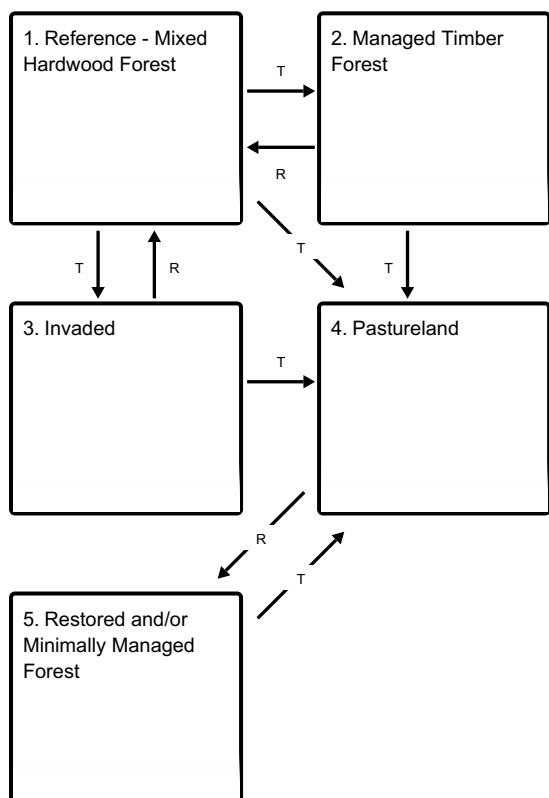 1. Reference - Mixed
Hardwood Forest
2. Managed Timber
Forest
T
R
T
T
R
T
3. Invaded
4. Pastureland
T
R
T
5. Restored and/or
Minimally Managed
Forest